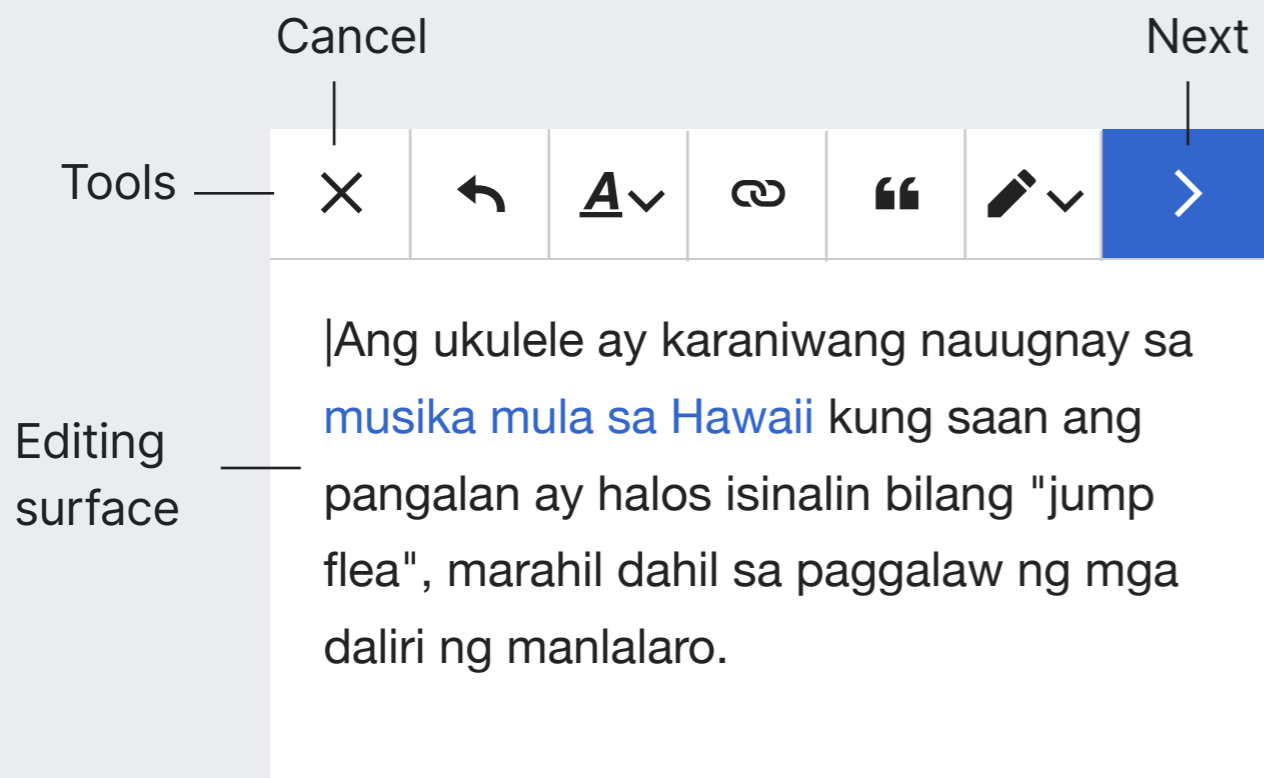 Cancel
Next
Tools
A
|Ang ukulele ay karaniwang nauugnay sa
musika mula sa Hawaii kung saan ang
pangalan ay halos isinalin bilang "jump
flea", marahil dahil sa paggalaw ng mga
daliri ng manlalaro.
Editing
surface